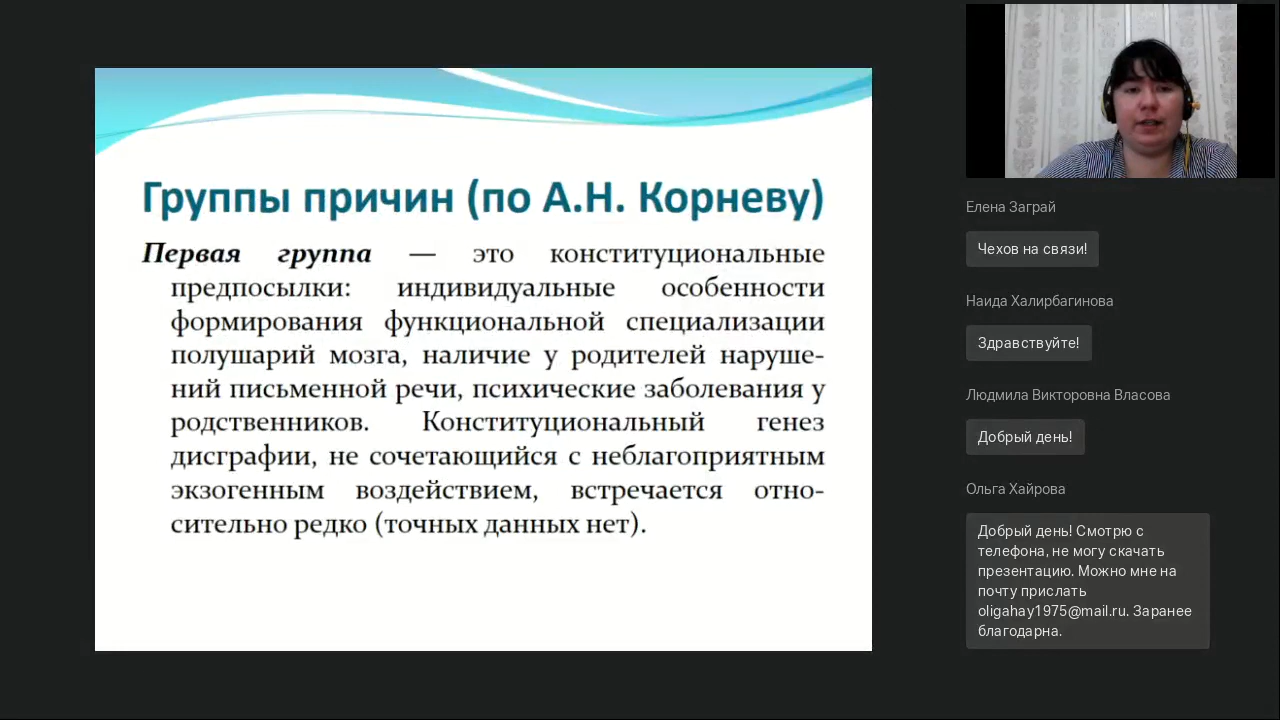 Группы причин (по А.Н. Корневу)
Первая группа — это конституциональные
предпосылки: индивидуальные особенности
формирования функциональной специализации
полушарий мозга, наличие у родителей наруше-
ний письменной речи, психические заболевания у
родственников. Конституциональный генез
дисграфии, не сочетающийся с неблагоприятным
экзогенным воздействием, встречается отно-
сительно редко (точных данных нет).
Елена Заграй
Чехов на связи!
Наида Халирбагинова
Здравствуйте!
Людмила Викторовна Власова
Добрый день!
Ольга Хайрова
Добрый день! Смотрю с
телефона, не могу скачать
презентацию. Можно мне на
почту прислать
oligahay1975@mail.ru. Заранее
благодарна.